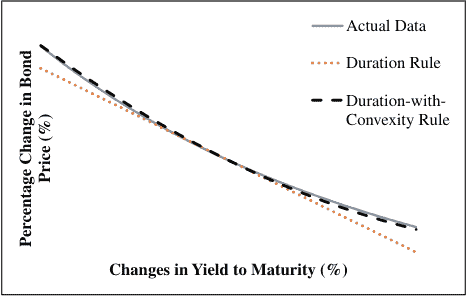 Actual Data
Duration Rule
Duration-with-
Convexity Rule
Percentage Change in Bond
Price (%)
Changes in Yield to Maturity (%)